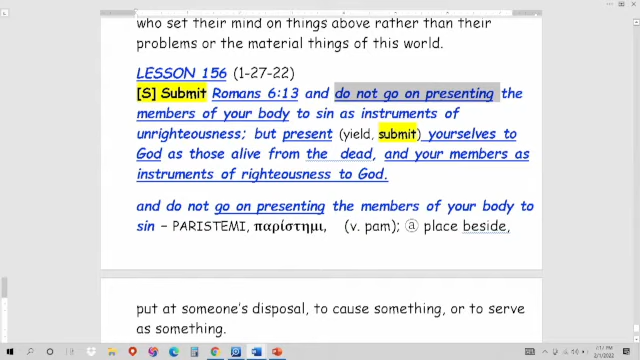 who set their mind on things above rather than their
problems or the material things of this world.
LESSON 156 (1-27-22)
[S] Submit Romans 6:13 and do not go on presenting the
members of your body to sin as instruments of
unrighteousness; but present (yield, submit) yourselves to
God as those alive from the dead, and your members as
instruments of righteousness to God.
and do not go on presenting the members of your body to
sin – PARISTEMI, παρίστημι, (v. pam); ⓐ place beside,
put at someone's disposal, to cause something, or to serve
as something.
2/1/2022